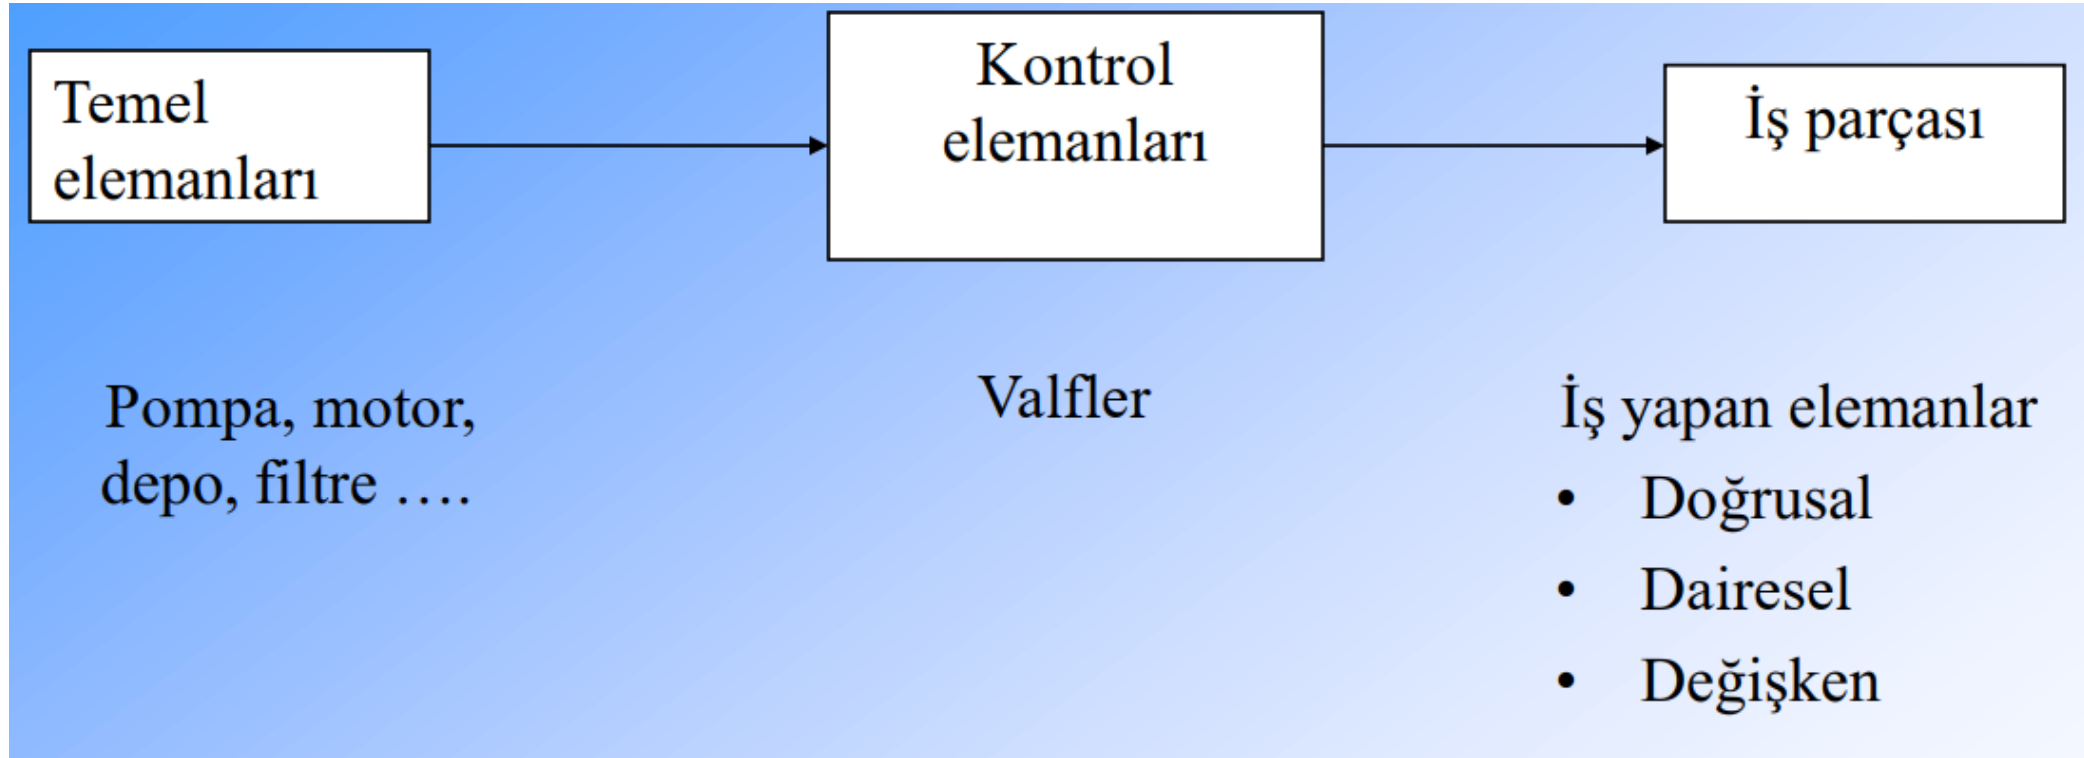 Temel
elemanları
Kontrol
elemanları
İş parçası
Pompa, motor,
depo, filtre ….
Valfler
İş yapan elemanlar
• Doğrusal
• Dairesel
• Değişken